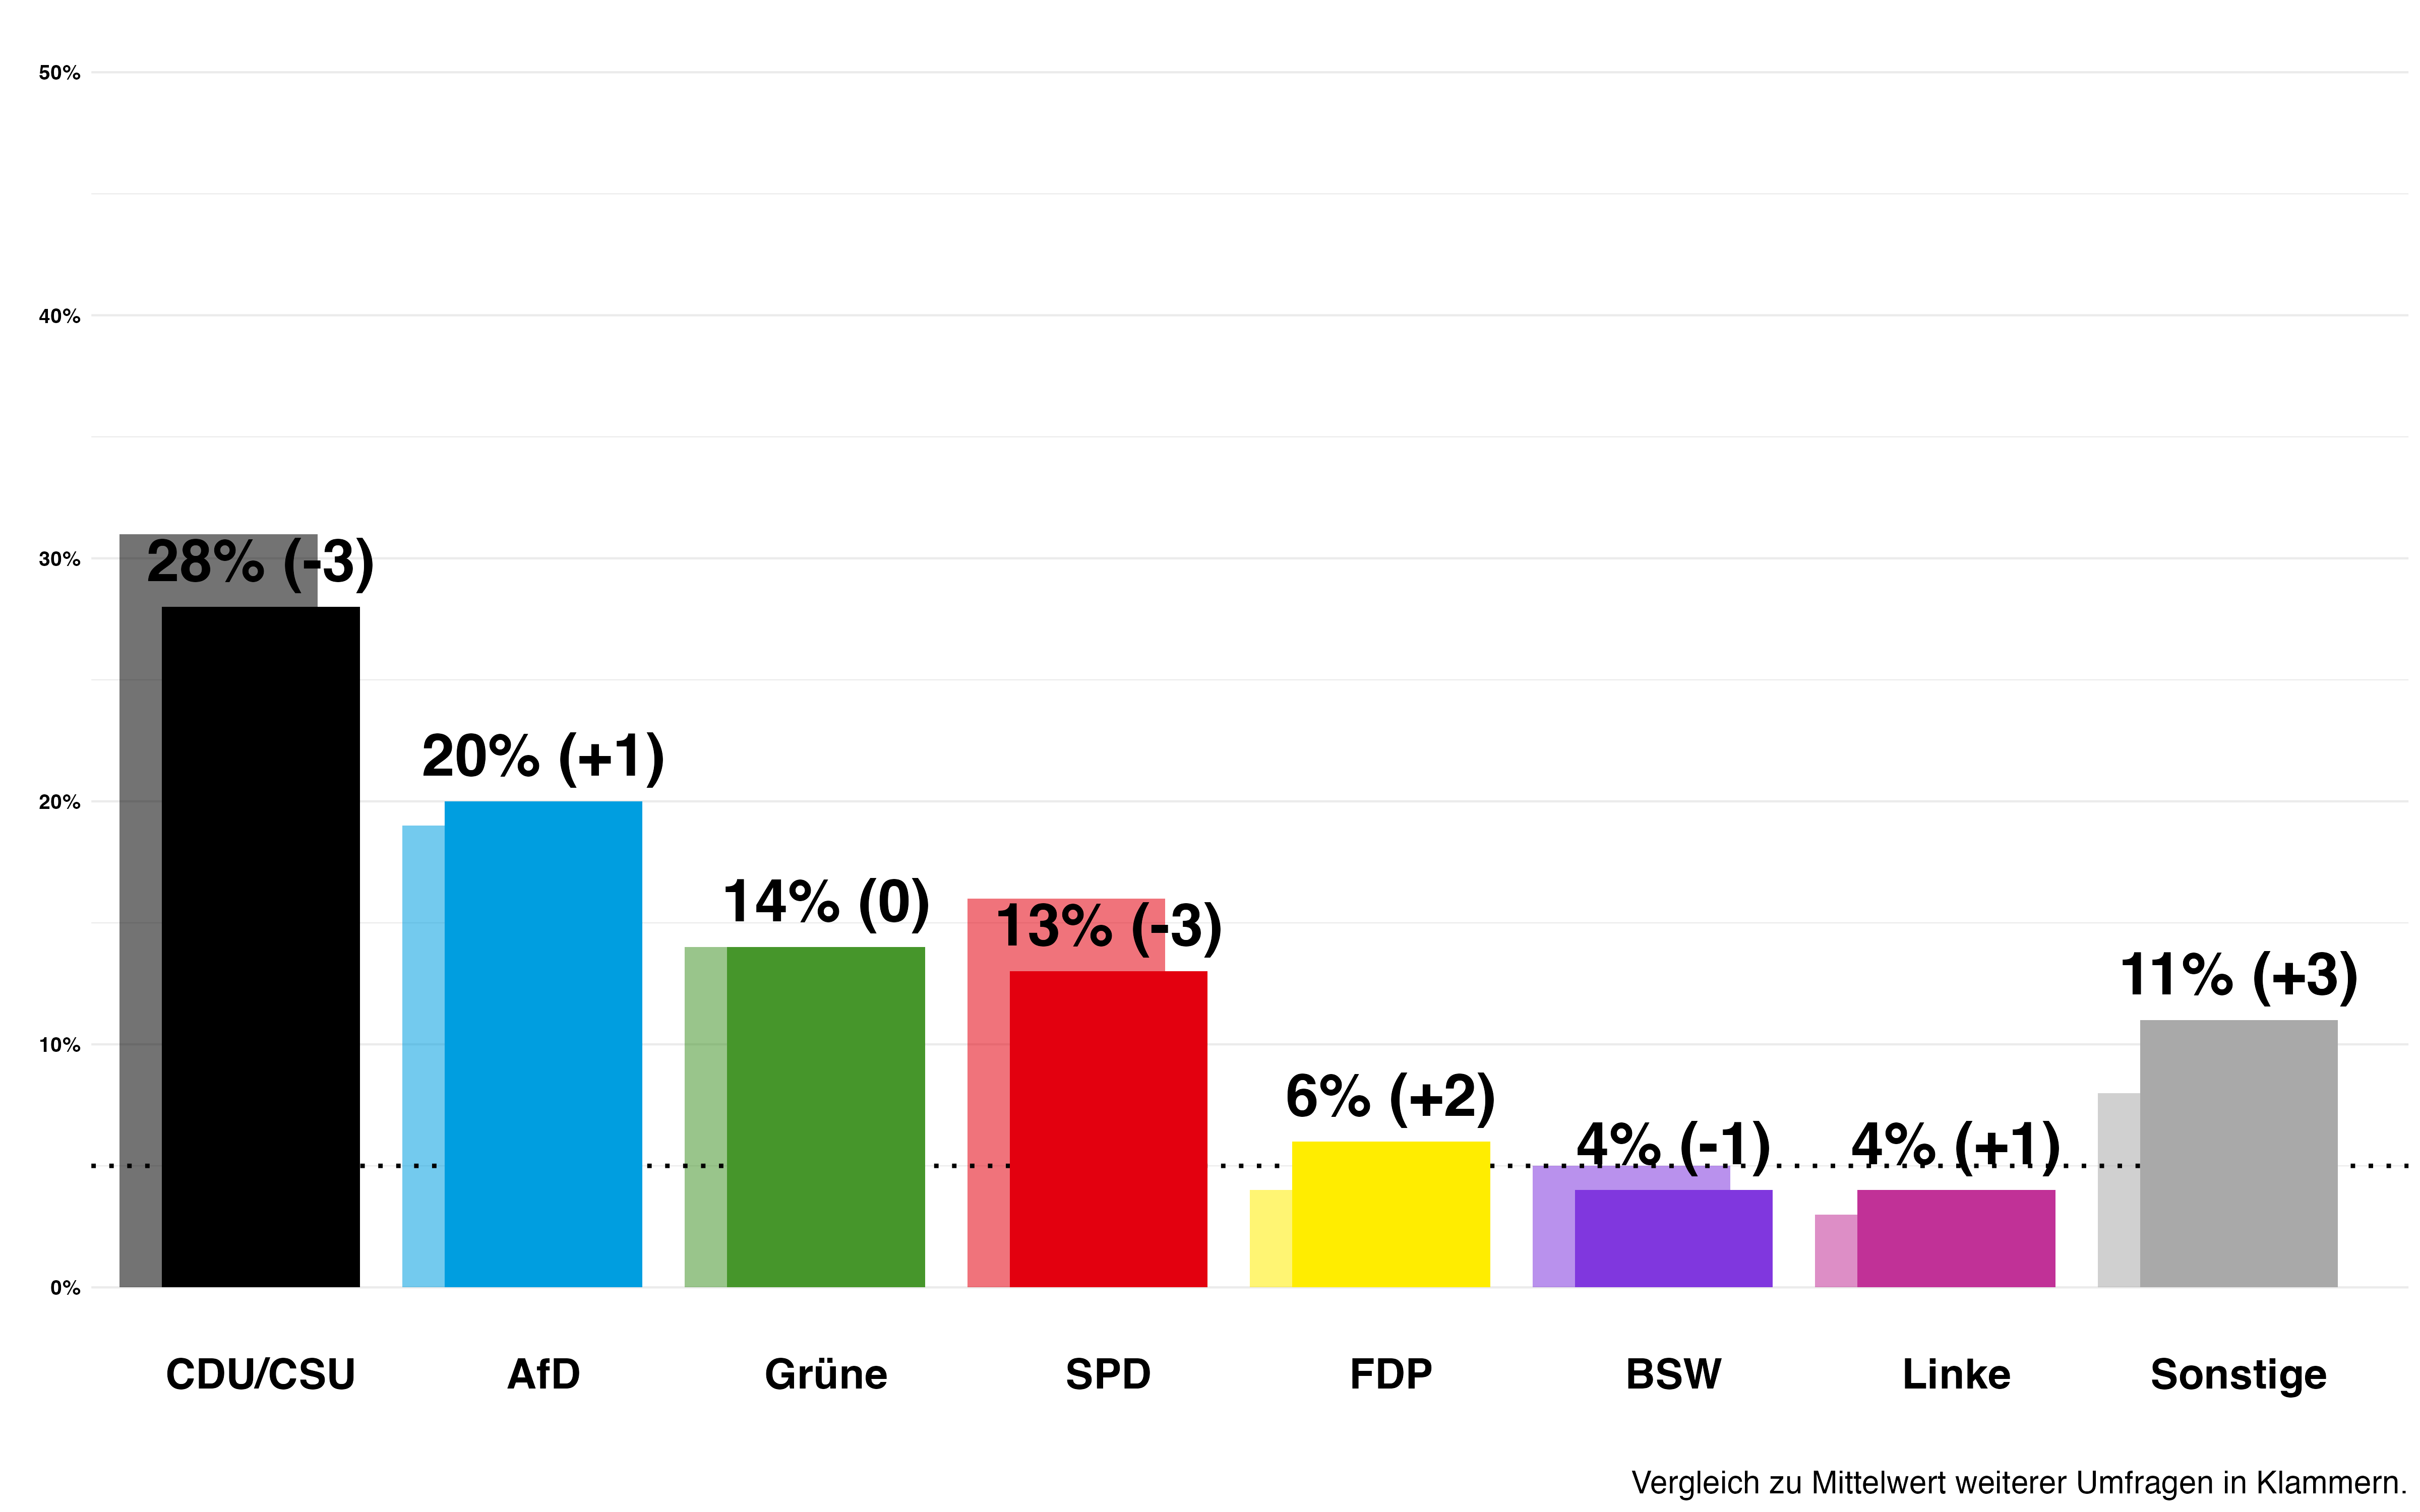 50%
40%
30%
20%
10%
0%
28% (-3)
20% (+1)
14% (0)
13% (-3)
6% (+2)
4% (-1)
4% (+1)
11% (+3)
CDU/CSU
AfD
Grüne
SPD
FDP
BSW
Linke
Sonstige
Vergleich zu Mittelwert weiterer Umfragen in Klammern.